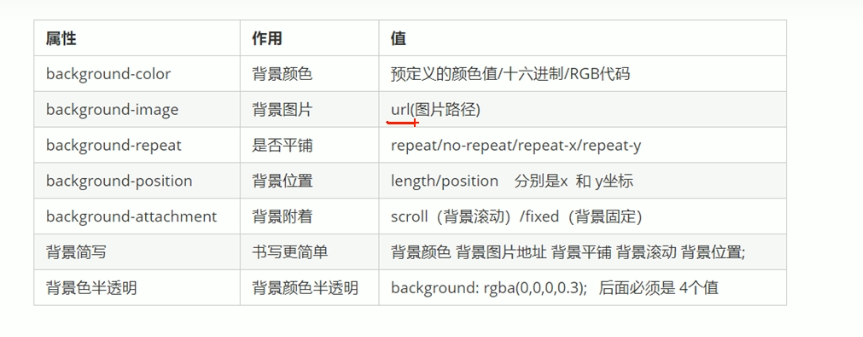 属性 作用 值
background-color 背景颜色 预定义的颜色值/十六进制/RGB代码
background-image 背景图片 url(图片路径)
background-repeat 是否平铺 repeat/no-repeat/repeat-x/repeat-y
background-position 背景位置 length/position 分别是x 和 y坐标
background-attachment 背景附着 scroll（背景滚动）/fixed（背景固定）
背景简写 书写更简单 背景颜色 背景图片地址 背景平铺 背景滚动 背景位置;
背景色半透明 背景颜色半透明 background: rgba(0,0,0,0.3); 后面必须是 4个值